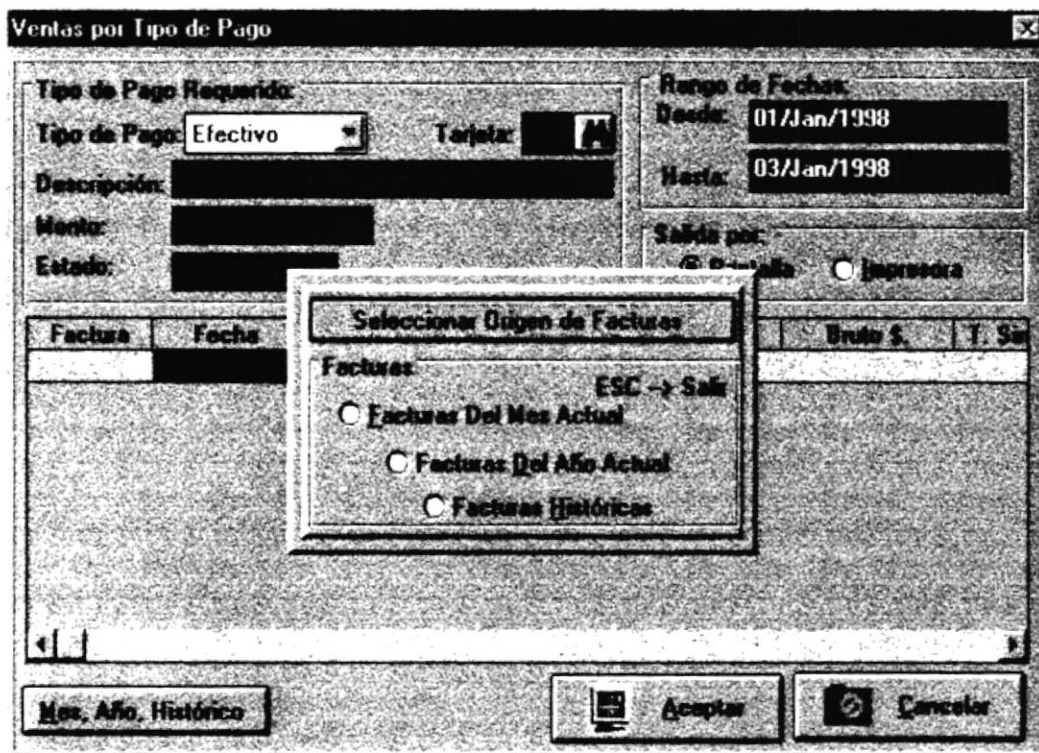 Ventas por Tipo de Pago
Tipo de Pago Requerido:
Tipo de Pago: Efectivo Tarjeta:
Descripción:
Monto:
Estado:
Rango de Fechas:
Desde: 01/Jan/1998
Hasta: 03/Jan/1998
Salida por:
Pantalla Impresora
Factura Fecha Bruto $. T. Sin
Seleccionar Origen de Facturas
Facturas
ESC --> Salir
Facturas Del Mes Actual
Facturas Del Año Actual
Facturas Históricas
Mes, Año, Histórico Aceptar Cancelar